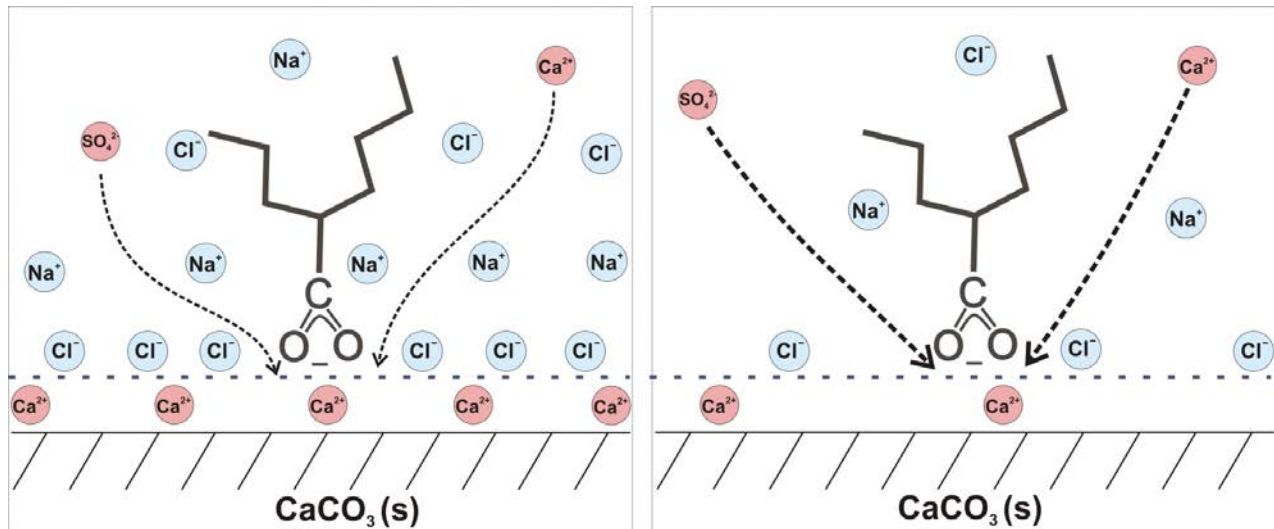 Na⁺
Ca²⁺
SO₄²⁻
Cl⁻
Cl⁻
Cl⁻
Na⁺ Na⁺ Na⁺ Na⁺ Na⁺
C
O – O
Cl⁻ Cl⁻ Cl⁻ Cl⁻ Cl⁻ Cl⁻
Ca²⁺ Ca²⁺ Ca²⁺ Ca²⁺ Ca²⁺
CaCO₃ (s)
Cl⁻
Ca²⁺
SO₄²⁻
Na⁺
Na⁺
C
O – O
Cl⁻ Cl⁻ Cl⁻
Ca²⁺ Ca²⁺
CaCO₃ (s)